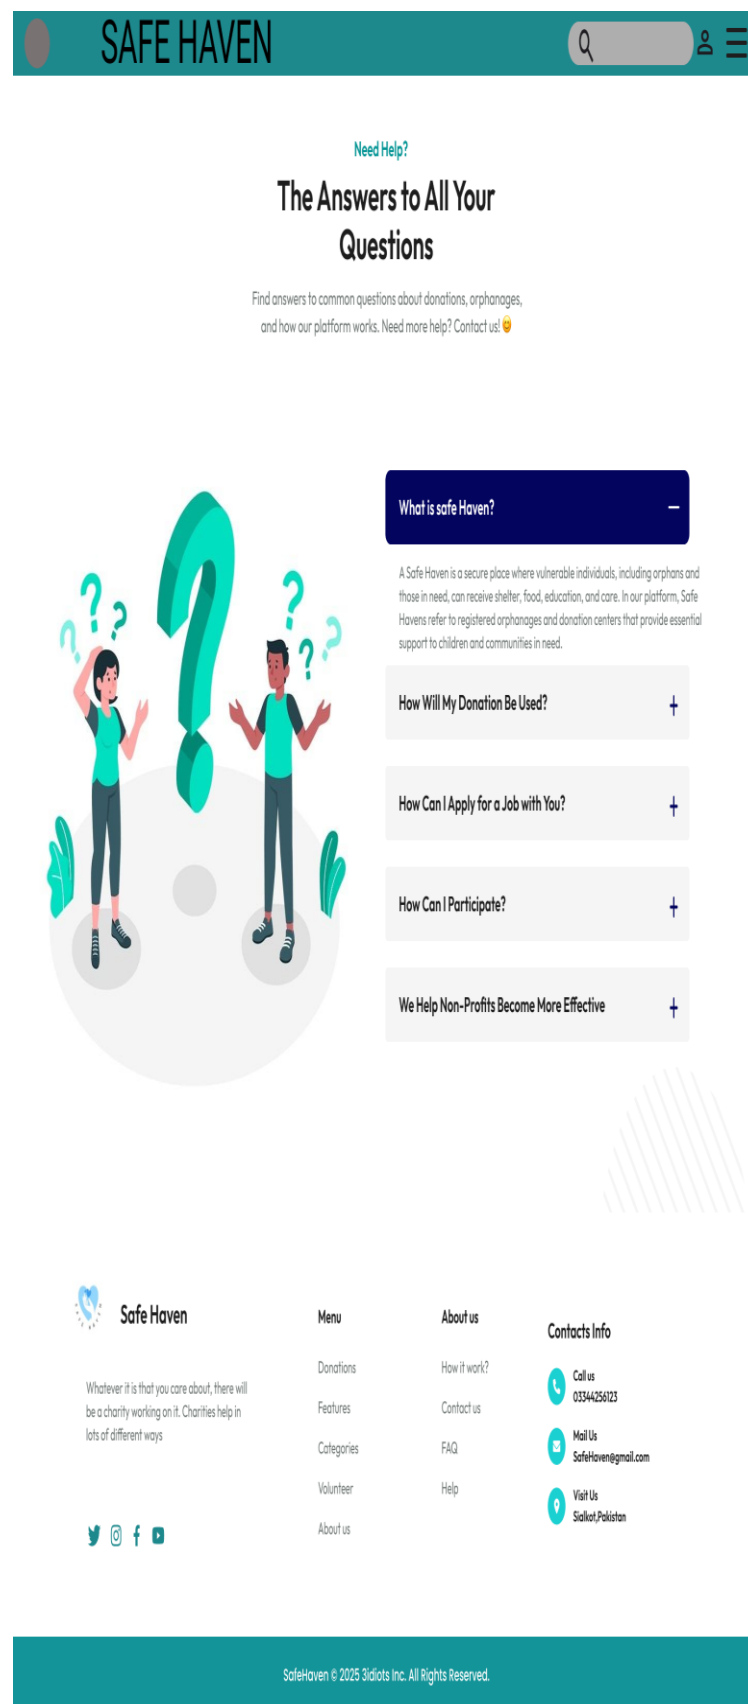 SAFE HAVEN
Need Help?
The Answers to All Your
Questions
Find answers to common questions about donations, orphanages,
and how our platform works. Need more help? Contact us! 😊
What is safe Haven?
A Safe Haven is a secure place where vulnerable individuals, including orphans and
those in need, can receive shelter, food, education, and care. In our platform, Safe
Havens refer to registered orphanages and donation centers that provide essential
support to children and communities in need.
How Will My Donation Be Used?
How Can I Apply for a Job with You?
How Can I Participate?
We Help Non-Profits Become More Effective
Safe Haven
Whatever it is that you care about, there will
be a charity working on it. Charities help in
lots of different ways
Menu
Donations
Features
Categories
Volunteer
About us
About us
How it work?
Contact us
FAQ
Help
Contacts Info
Call us
03344256123
Mail Us
SafeHaven@gmail.com
Visit Us
Sialkot,Pakistan
SafeHaven © 2025 3idiots Inc. All Rights Reserved.